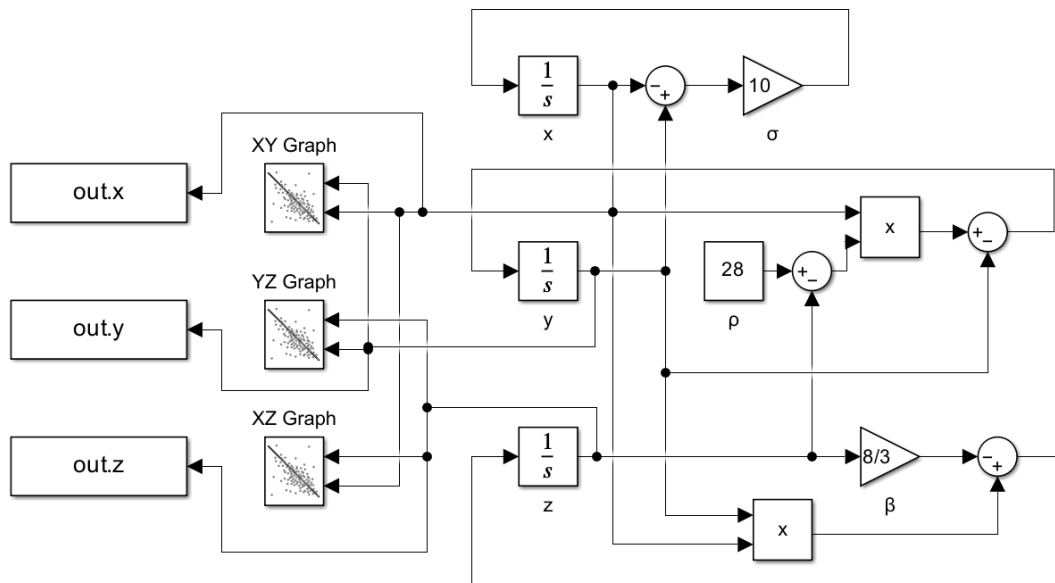 1
s
x
− +
10
σ
XY Graph
out.x
x
+ −
1
s
y
28
ρ
+ −
YZ Graph
out.y
XZ Graph
out.z
1
s
z
8/3
β
− +
x